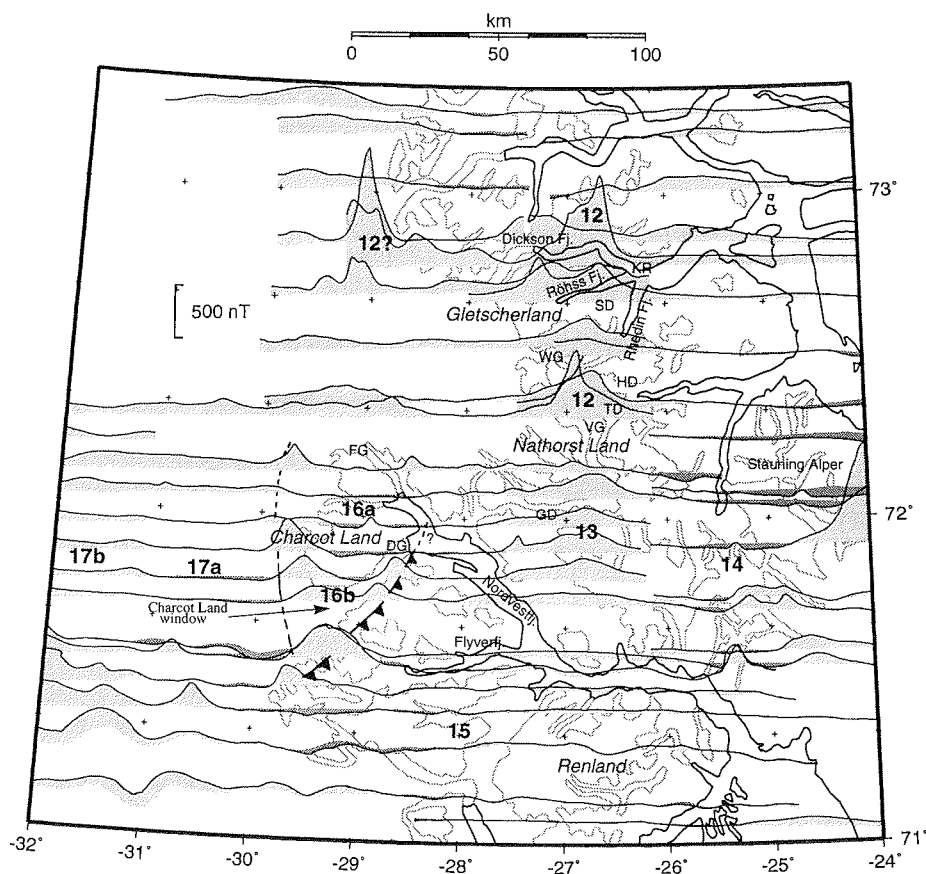 km
0 50 100
73°
12
Dickson Fj.
12?
KR
Röhss Fj.
500 nT
SD
Gletscherland
Rhedin Fj.
WG
HD
12
TD
VG
Nathorst Land
FG
Stauning Alper
16a
GD
72°
13
Charcot Land
?
DG
17b
17a
14
16b
Charcot Land
window
Nordvestfj.
Flyverfj.
15
Renland
71°
-32 -31° -30° -29° -28° -27° -26° -25° -24°